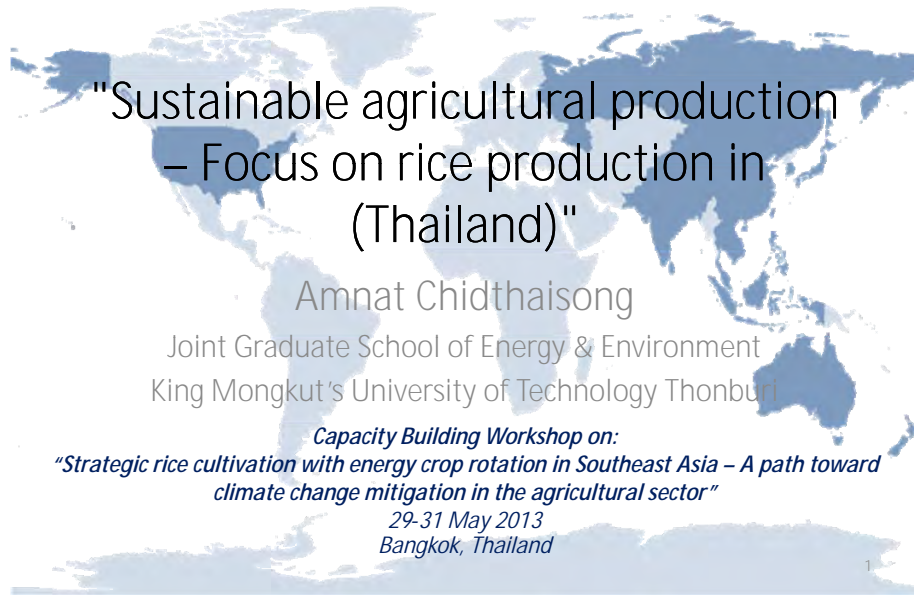 "Sustainable agricultural production
– Focus on rice production in
(Thailand)"
Amnat Chidthaisong
Joint Graduate School of Energy & Environment
King Mongkut's University of Technology Thonburi
Capacity Building Workshop on:
“Strategic rice cultivation with energy crop rotation in Southeast Asia – A path toward
climate change mitigation in the agricultural sector”
29-31 May 2013
Bangkok, Thailand
1